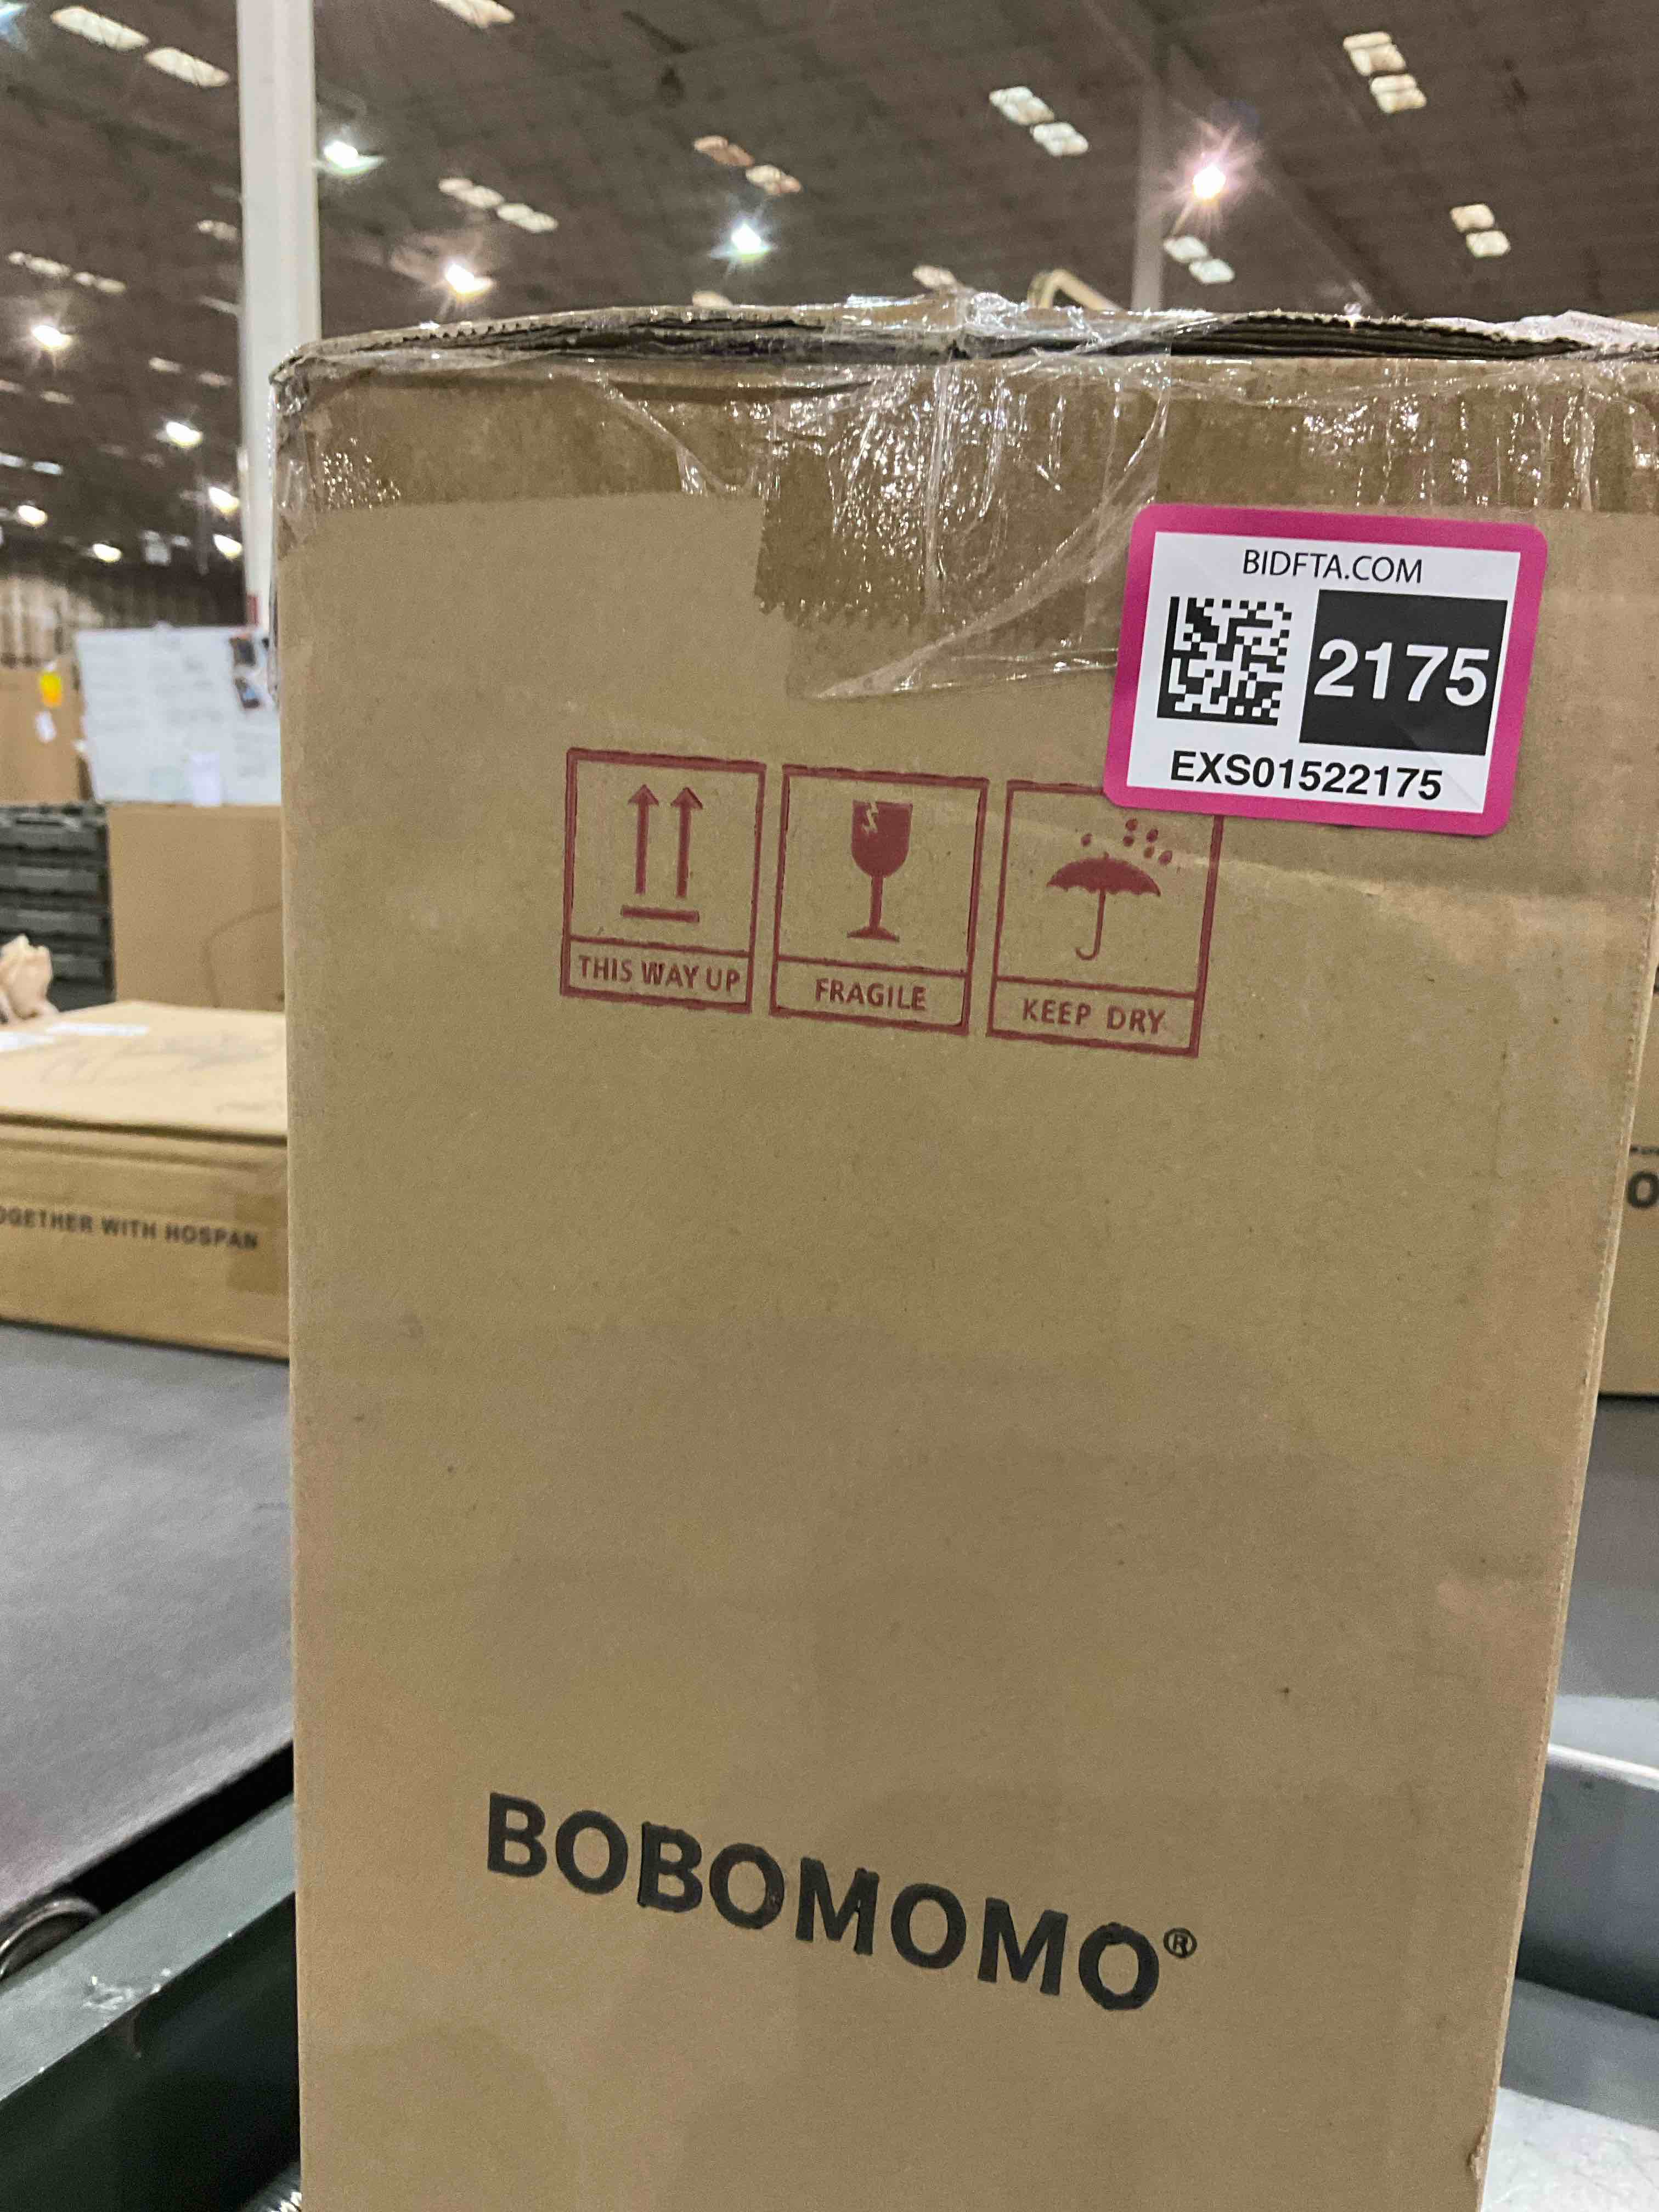 BIDFTA.COM
2175
EXS01522175
THIS WAY UP
FRAGILE
KEEP DRY
OGETHER WITH HOSPAN
BOBOMOMO®